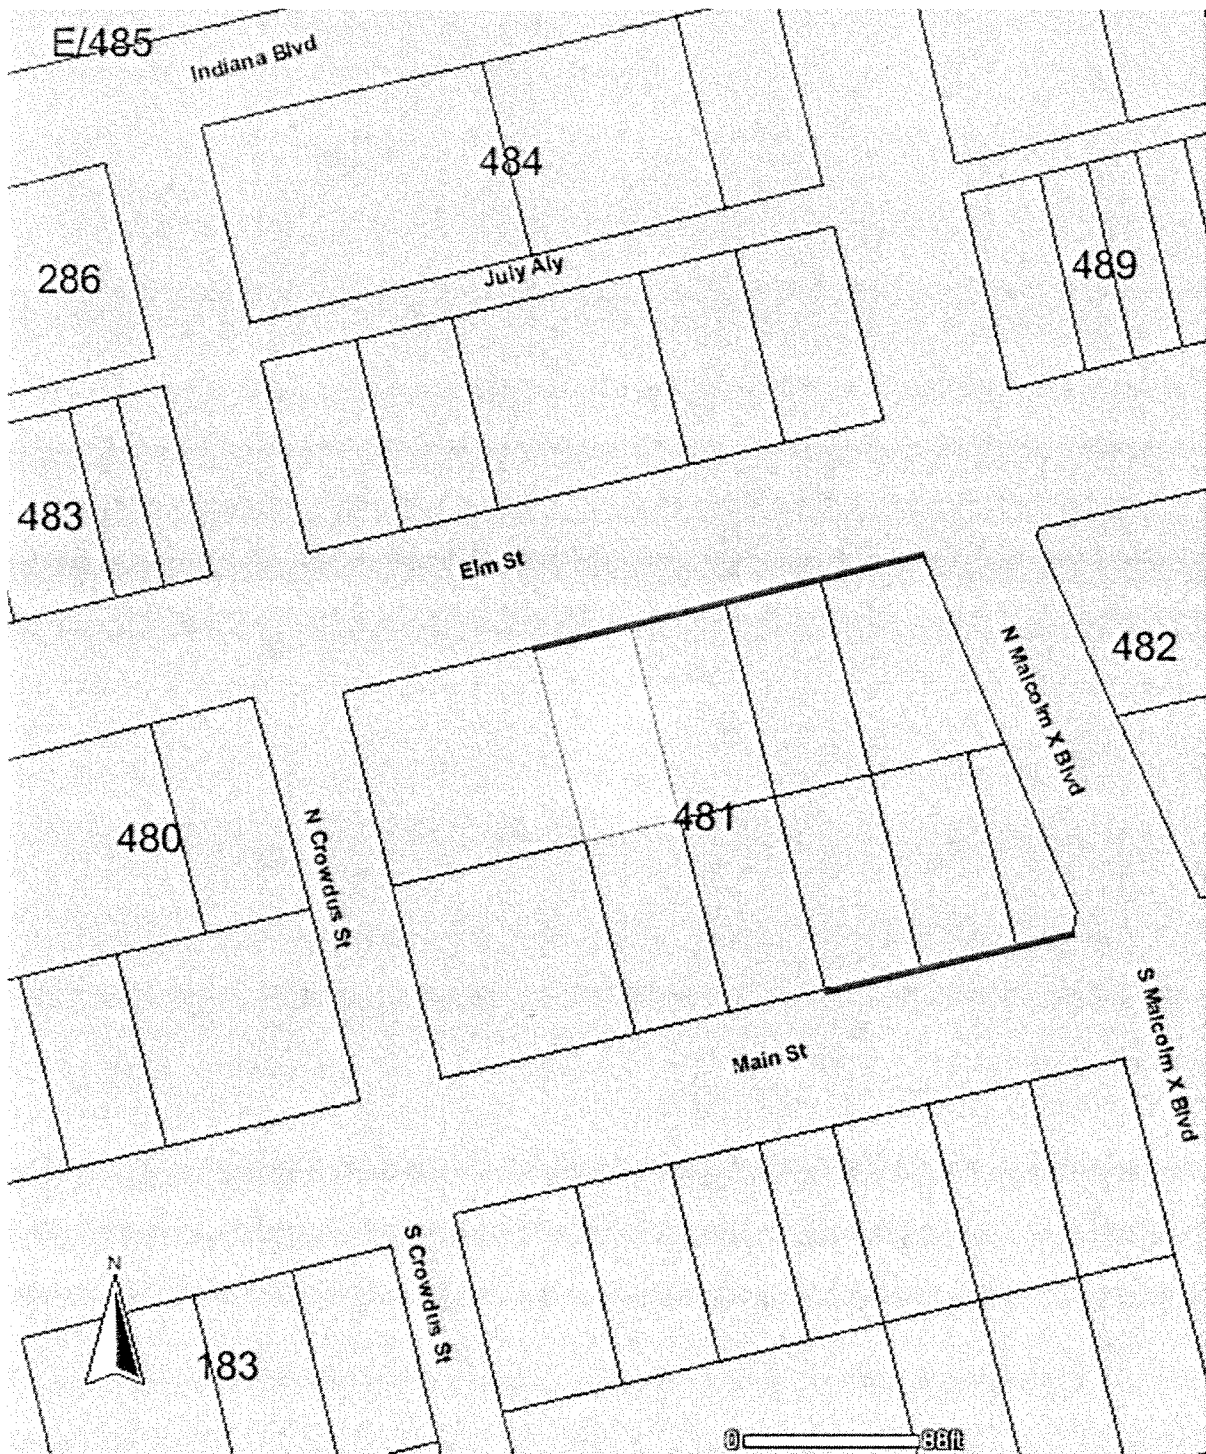 E/485
Indiana Blvd
484
286
July Aly
489
483
Elm St
482
N Malcolm X Blvd
481
480
N Crowdus St
S Malcolm X Blvd
Main St
S Crowdus St
N
183
0